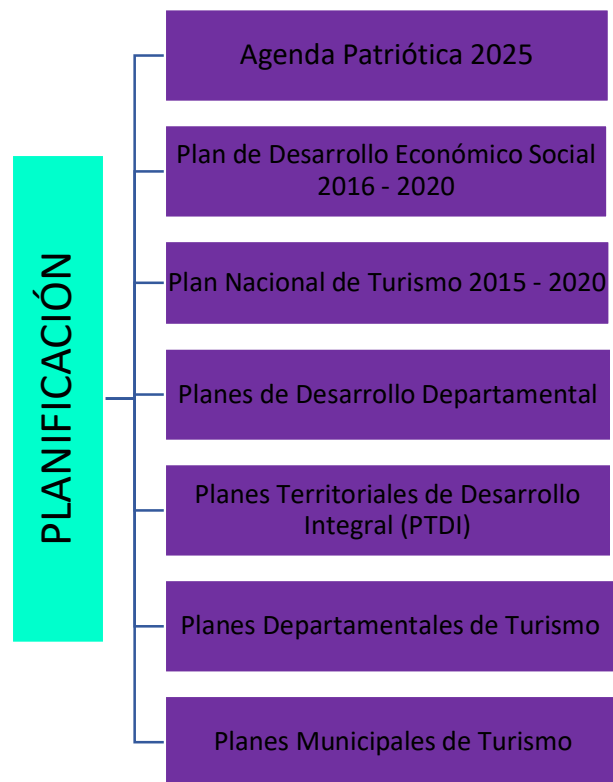 PLANIFICACIÓN
Agenda Patriótica 2025
Plan de Desarrollo Económico Social
2016 - 2020
Plan Nacional de Turismo 2015 - 2020
Planes de Desarrollo Departamental
Planes Territoriales de Desarrollo
Integral (PTDI)
Planes Departamentales de Turismo
Planes Municipales de Turismo